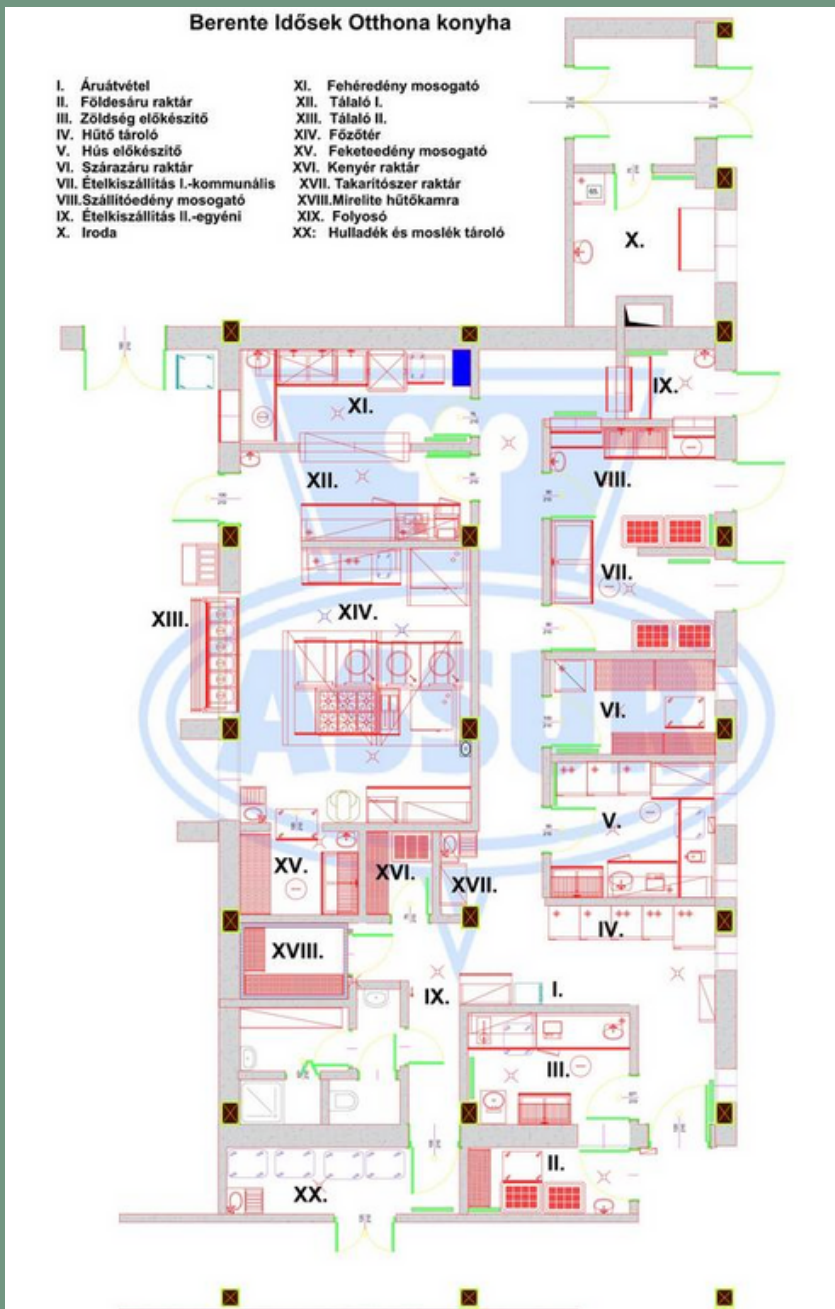 Berente Idősek Otthona konyha
I. Áruátvétel
II. Földesáru raktár
III. Zöldség előkészítő
IV. Hűtő tároló
V. Hús előkészítő
VI. Szárazáru raktár
VII. Ételkiszállítás I.-kommunális
VIII.Szállítóedény mosogató
IX. Ételkiszállítás II.-egyéni
X. Iroda
XI. Fehéredény mosogató
XII. Tálaló I.
XIII. Tálaló II.
XIV. Főzőtér
XV. Feketeedény mosogató
XVI. Kenyér raktár
XVII. Takarítószer raktár
XVIII.Mirelite hűtőkamra
XIX. Folyosó
XX: Hulladék és moslék tároló
X.
IX.
XI.
XII.
VIII.
VII.
XIV.
XIII.
VI.
V.
XV.
XVI.
XVII.
IV.
XVIII.
IX.
I.
III.
II.
XX.
ABSUR